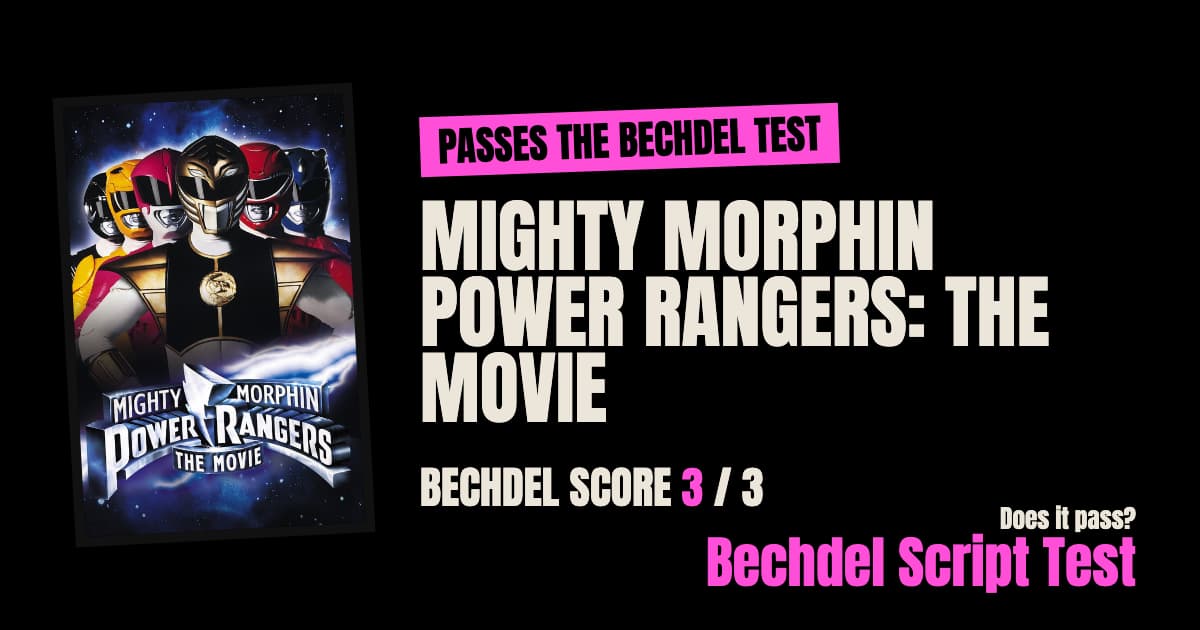 PASSES THE BECHDEL TEST
MIGHTY MORPHIN
POWER RANGERS: THE
MOVIE
BECHDEL SCORE 3 / 3
Does it pass?
Bechdel Script Test
MIGHTY MORPHIN
POWER RANGERS
THE MOVIE